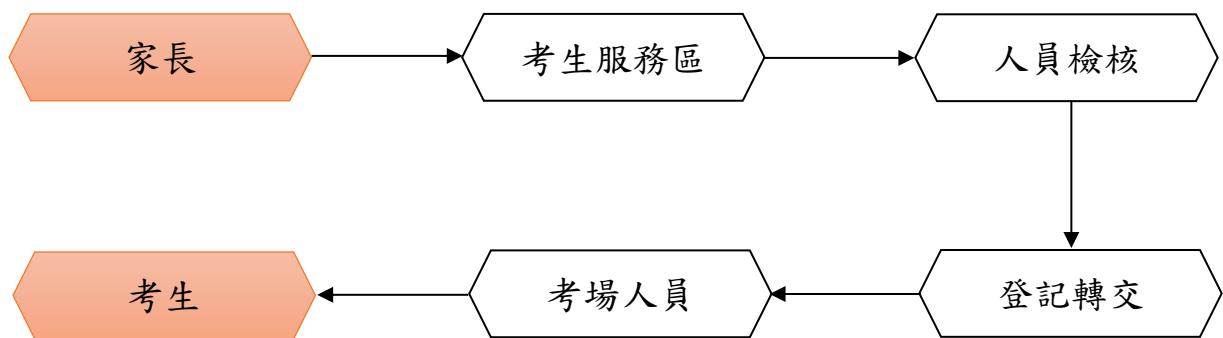 家長
考生服務區
人員檢核
登記轉交
考場人員
考生